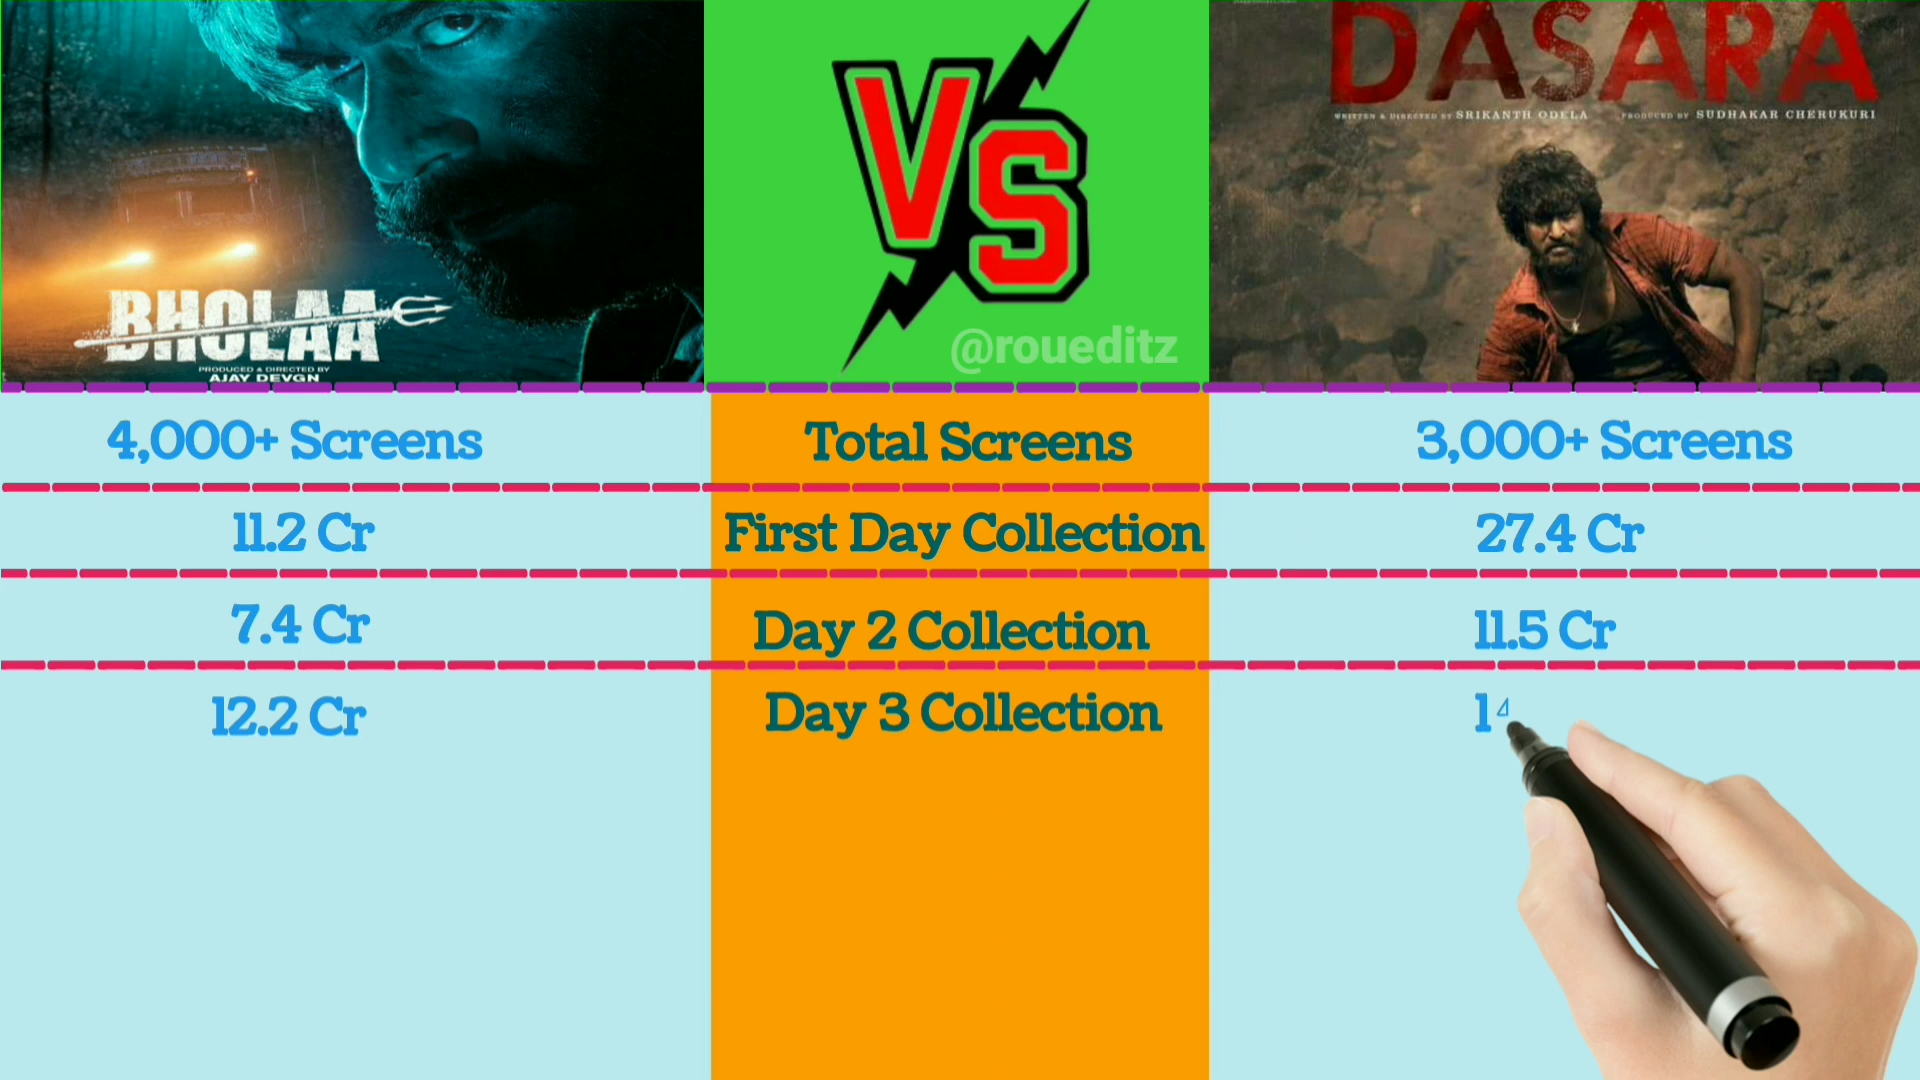 BHOLAA
PRODUCED & DIRECTED BY
AJAY DEVGN
VS
@roueditz
DASARA
WRITTEN & DIRECTED BY SRIKANTH ODELA PRODUCED BY SUDHAKAR CHERUKURI
4,000+ Screens Total Screens 3,000+ Screens
11.2 Cr First Day Collection 27.4 Cr
7.4 Cr Day 2 Collection 11.5 Cr
12.2 Cr Day 3 Collection 14